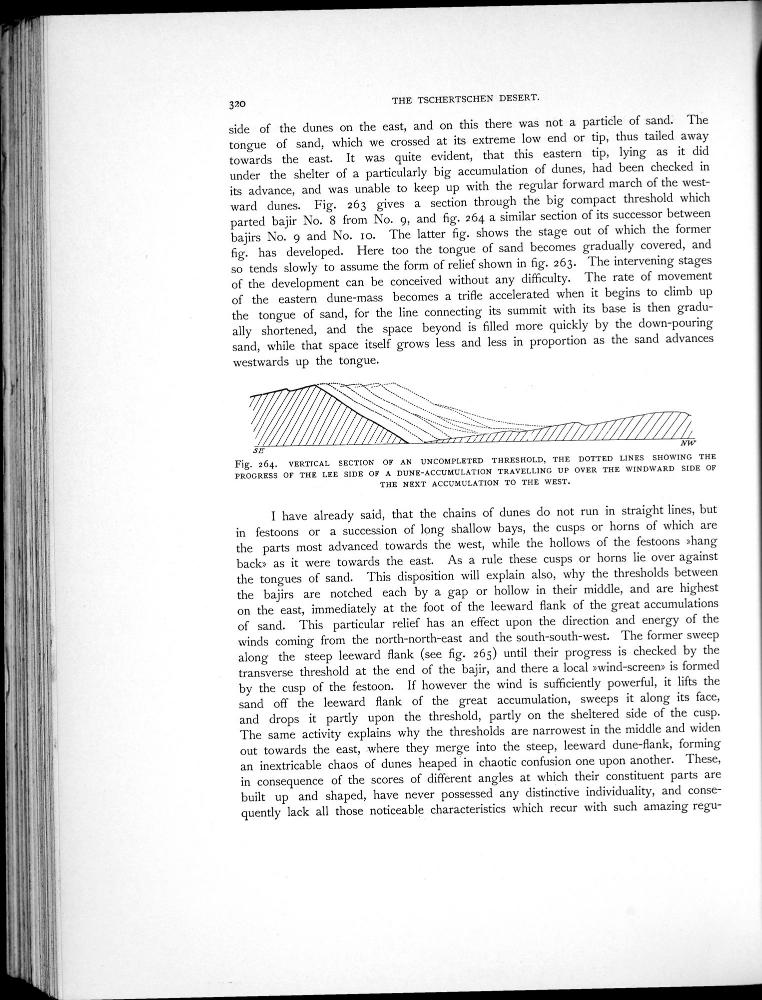 320
THE TSCHERTSCHEN DESERT.
side of the dunes on the east, and on this there was not a particle of sand. The
tongue of sand, which we crossed at its extreme low end or tip, thus tailed away
towards the east. It was quite evident, that this eastern tip, lying as it did
under the shelter of a particularly big accumulation of dunes, had been checked in
its advance, and was unable to keep up with the regular forward march of the west-
ward dunes. Fig. 263 gives a section through the big compact threshold which
parted bajir No. 8 from No. 9, and fig. 264 a similar section of its successor between
bajirs No. 9 and No. 10. The latter fig. shows the stage out of which the former
fig. has developed. Here too the tongue of sand becomes gradually covered, and
so tends slowly to assume the form of relief shown in fig. 263. The intervening stages
of the development can be conceived without any difficulty. The rate of movement
of the eastern dune-mass becomes a trifle accelerated when it begins to climb up
the tongue of sand, for the line connecting its summit with its base is then gradu-
ally shortened, and the space beyond is filled more quickly by the down-pouring
sand, while that space itself grows less and less in proportion as the sand advances
westwards up the tongue.
SE
NW
Fig. 264. VERTICAL SECTION OF AN UNCOMPLETED THRESHOLD, THE DOTTED LINES SHOWING THE
PROGRESS OF THE LEE SIDE OF A DUNE-ACCUMULATION TRAVELLING UP OVER THE WINDWARD SIDE OF
THE NEXT ACCUMULATION TO THE WEST.
I have already said, that the chains of dunes do not run in straight lines, but
in festoons or a succession of long shallow bays, the cusps or horns of which are
the parts most advanced towards the west, while the hollows of the festoons »hang
back» as it were towards the east. As a rule these cusps or horns lie over against
the tongues of sand. This disposition will explain also, why the thresholds between
the bajirs are notched each by a gap or hollow in their middle, and are highest
on the east, immediately at the foot of the leeward flank of the great accumulations
of sand. This particular relief has an effect upon the direction and energy of the
winds coming from the north-north-east and the south-south-west. The former sweep
along the steep leeward flank (see fig. 265) until their progress is checked by the
transverse threshold at the end of the bajir, and there a local »wind-screen» is formed
by the cusp of the festoon. If however the wind is sufficiently powerful, it lifts the
sand off the leeward flank of the great accumulation, sweeps it along its face,
and drops it partly upon the threshold, partly on the sheltered side of the cusp.
The same activity explains why the thresholds are narrowest in the middle and widen
out towards the east, where they merge into the steep, leeward dune-flank, forming
an inextricable chaos of dunes heaped in chaotic confusion one upon another. These,
in consequence of the scores of different angles at which their constituent parts are
built up and shaped, have never possessed any distinctive individuality, and conse-
quently lack all those noticeable characteristics which recur with such amazing regu-